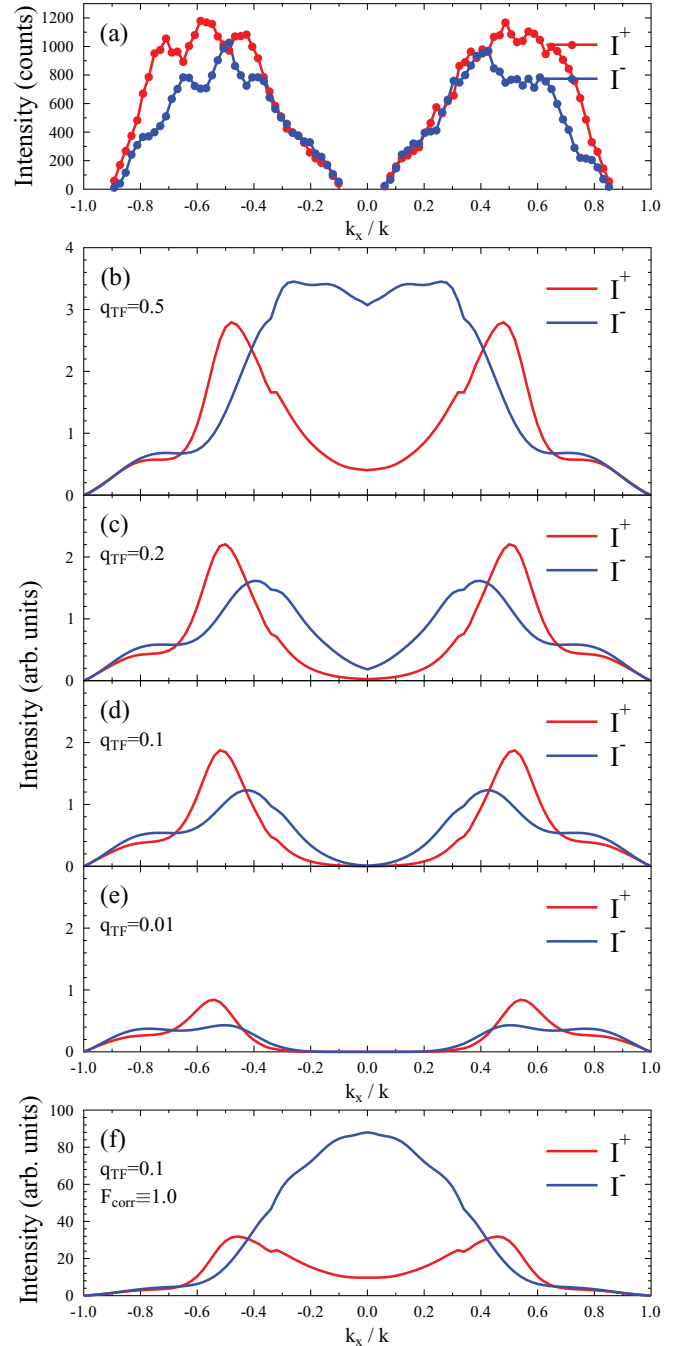 (a)
I⁺
I⁻
Intensity (counts)
1200
1000
800
600
400
200
0
-1.0 -0.8 -0.6 -0.4 -0.2 0.0 0.2 0.4 0.6 0.8 1.0
kₓ / k
(b)
q_TF=0.5
I⁺
I⁻
4
3
2
1
0
(c)
q_TF=0.2
I⁺
I⁻
2
1
0
Intensity (arb. units)
(d)
q_TF=0.1
I⁺
I⁻
2
1
0
(e)
q_TF=0.01
I⁺
I⁻
2
1
0
-1.0 -0.8 -0.6 -0.4 -0.2 0.0 0.2 0.4 0.6 0.8 1.0
kₓ / k
(f)
q_TF=0.1
F_corr≡1.0
I⁺
I⁻
Intensity (arb. units)
100
80
60
40
20
0
-1.0 -0.8 -0.6 -0.4 -0.2 0.0 0.2 0.4 0.6 0.8 1.0
kₓ / k